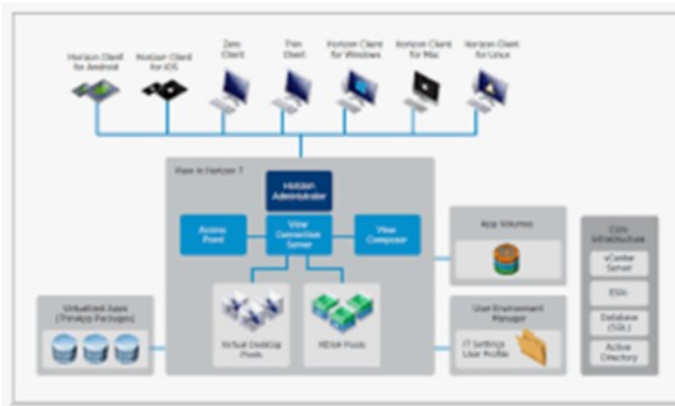 Horizon Client
for Android
Horizon Client
for iOS
Zero
Client
Thin
Client
Horizon Client
for Windows
Horizon Client
for Mac
Horizon Client
for Linux
View in Horizon 7
Horizon
Administrator
Access
Point
View
Connection
Server
View
Composer
App Volumes
Core
Infrastructure
vCenter
Server
ESXi
Database
(SQL)
Active
Directory
Virtualized Apps
(ThinApp Packages)
Virtual Desktop
Pools
RDSH Pools
User Environment
Manager
IT Settings
User Profile